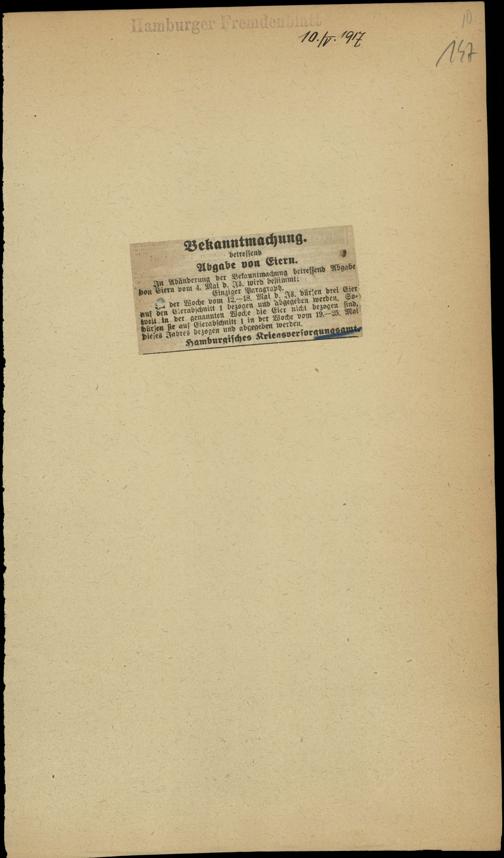 Hamburger Fremdenblatt
10
10. V. 1917
147
Bekanntmachung.
betreffend
Abgabe von Eiern.
In Abänderung der Bekanntmachung betreffend Abgabe
von Eiern vom 4. Mai d. Js. wird bestimmt:
Einziger Paragraph.
In der Woche vom 12.—18. Mai d. Js. dürfen drei Eier
auf den Eierabschnitt 1 bezogen und abgegeben werden. So-
weit in der genannten Woche die Eier nicht bezogen sind,
dürfen sie auf Eierabschnitt 1 in der Woche vom 19.—25. Mai
dieses Jahres bezogen und abgegeben werden.
Hamburgisches Kriegsversorgungsamt.